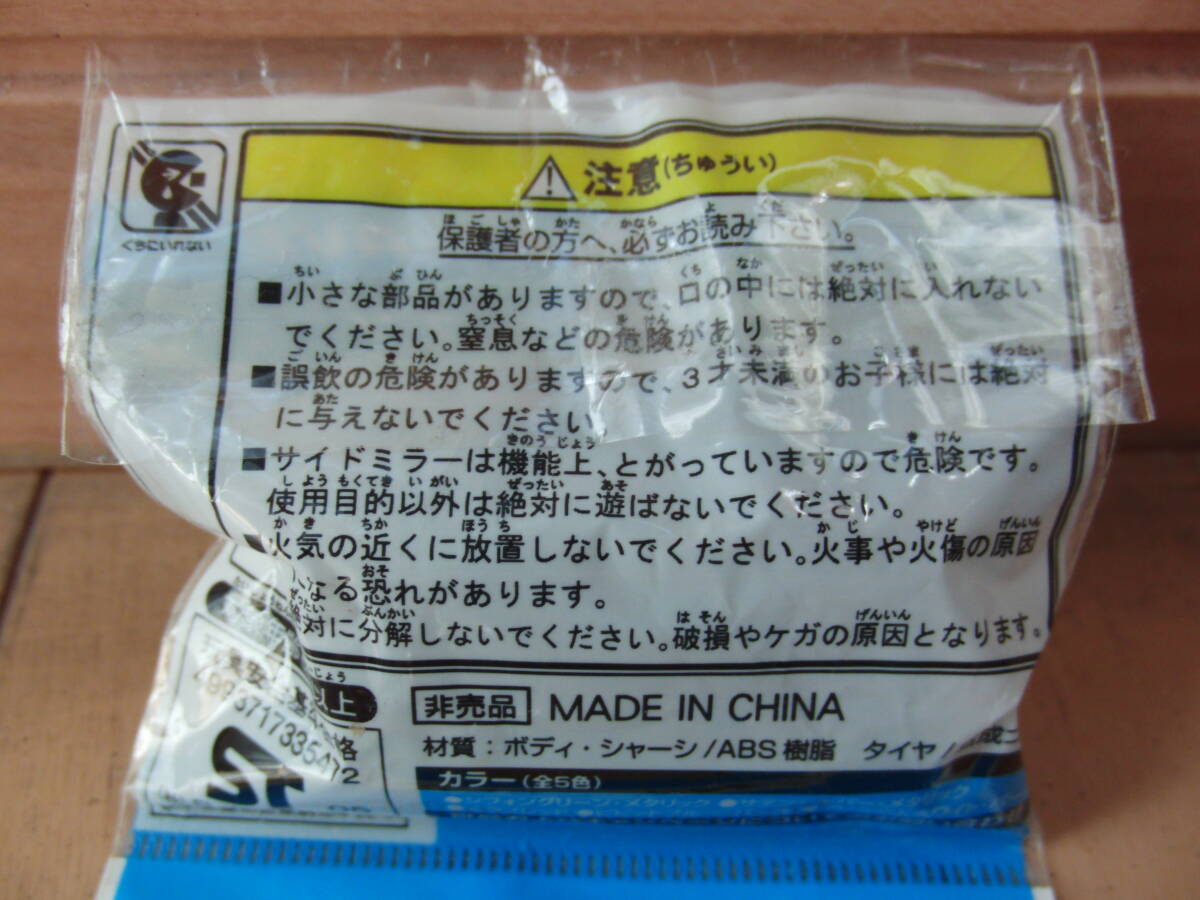 くちにいれない
⚠ 注意(ちゅうい)
保護者の方へ、必ずお読み下さい。
■小さな部品がありますので、口の中には絶対に入れない
でください。窒息などの危険があります。
■誤飲の危険がありますので、3才未満のお子様には絶対
に与えないでください。
■サイドミラーは機能上、とがっていますので危険です。
使用目的以外は絶対に遊ばないでください。
■火気の近くに放置しないでください。火事や火傷の原因
なる恐れがあります。
対に分解しないでください。破損やケガの原因となります。
以上
ST
非売品 MADE IN CHINA
材質：ボディ・シャーシ/ABS樹脂 タイヤ/
カラー(全5色)